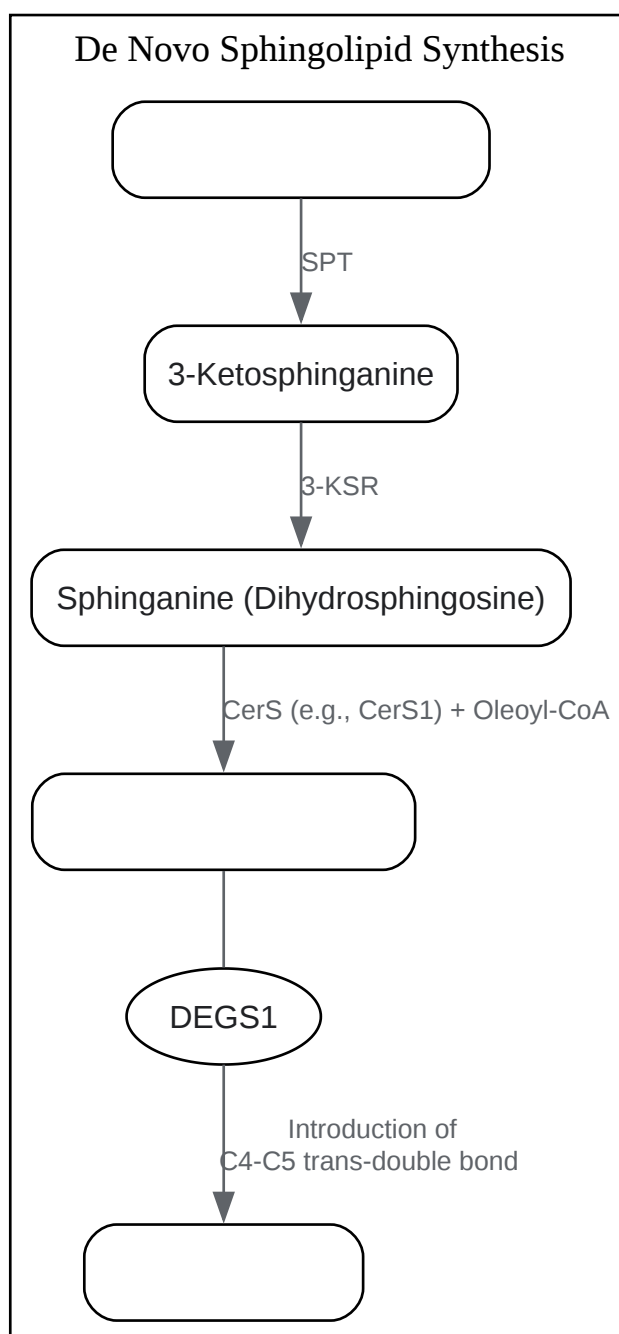 De Novo Sphingolipid Synthesis
SPT
3-Ketosphinganine
3-KSR
Sphinganine (Dihydrosphingosine)
CerS (e.g., CerS1) + Oleoyl-CoA
DEGS1
Introduction of
C4-C5 trans-double bond